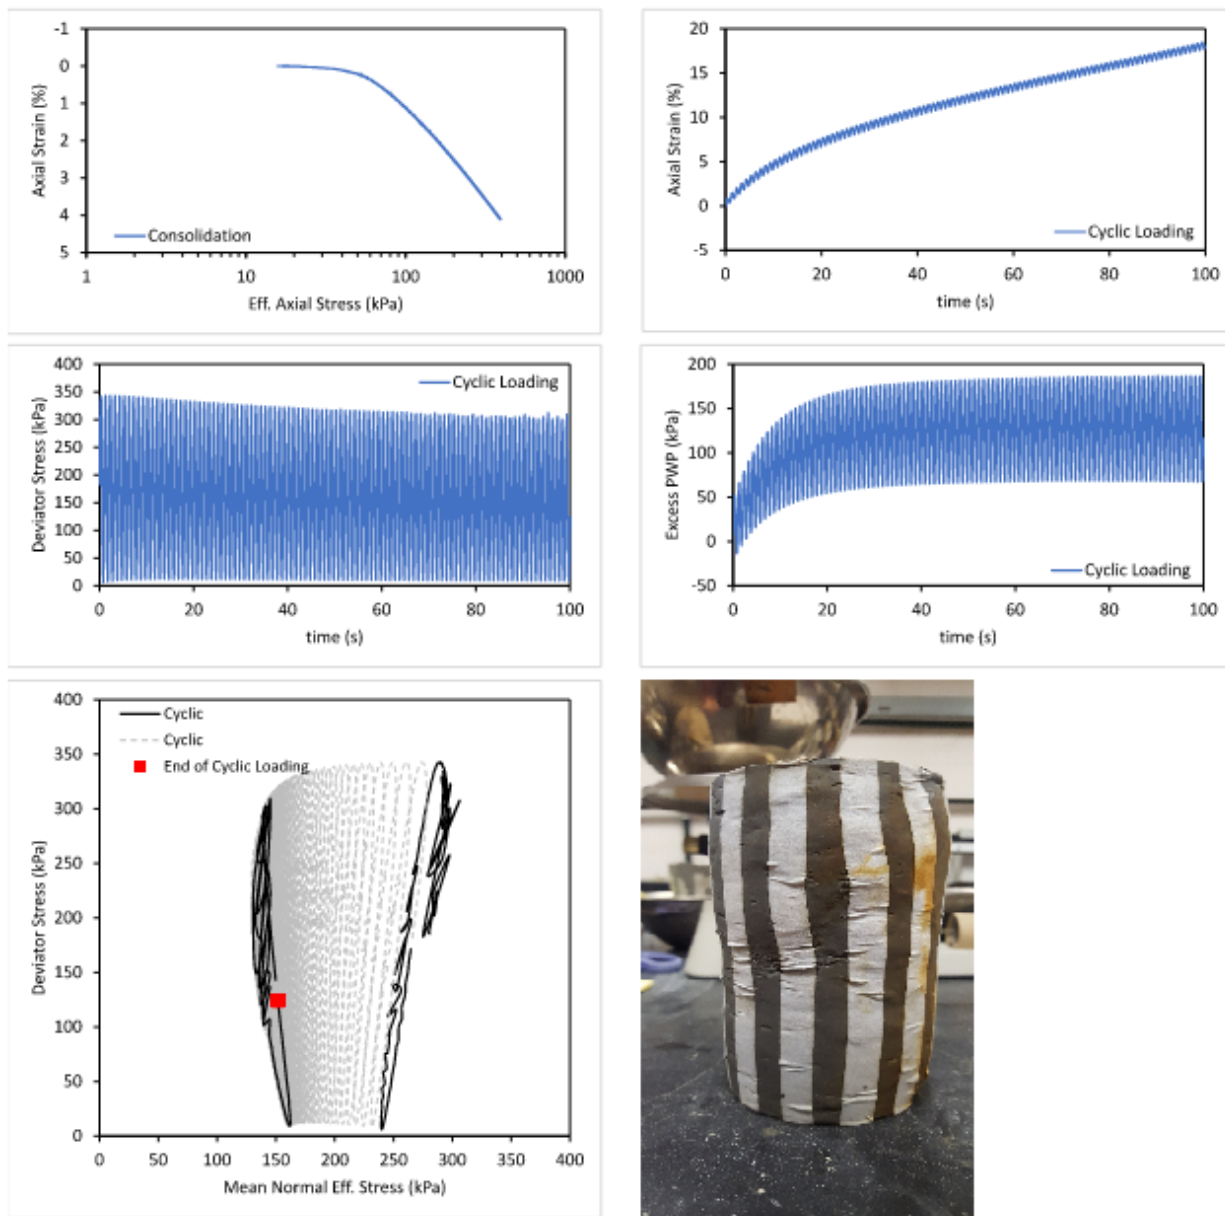 -1
0
1
2
3
4
5
Axial Strain (%)
Consolidation
1 10 100 1000
Eff. Axial Stress (kPa)
20
15
10
5
0
-5
Axial Strain (%)
Cyclic Loading
0 20 40 60 80 100
time (s)
400
350
300
250
200
150
100
50
0
Deviator Stress (kPa)
Cyclic Loading
0 20 40 60 80 100
time (s)
200
150
100
50
0
-50
Excess PWP (kPa)
Cyclic Loading
0 20 40 60 80 100
time (s)
400
350
300
250
200
150
100
50
0
Deviator Stress (kPa)
Cyclic
Cyclic
End of Cyclic Loading
0 50 100 150 200 250 300 350 400
Mean Normal Eff. Stress (kPa)